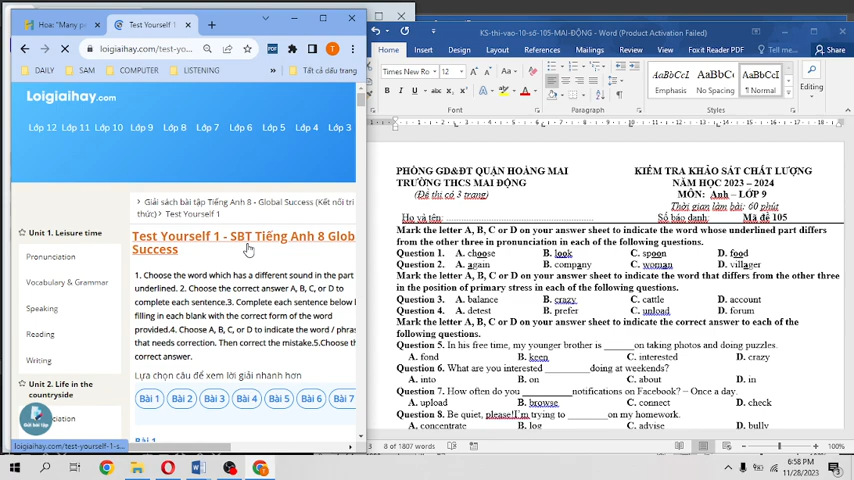 Hoa: "Many p
Test Yourself 1
loigiaihay.com/test-yo...
DAILY
SAM
COMPUTER
LISTENING
Tất cả dấu trang
Loigiaihay.com
Lớp 12 Lớp 11 Lớp 10 Lớp 9 Lớp 8 Lớp 7 Lớp 6 Lớp 5 Lớp 4 Lớp 3
Giải sách bài tập Tiếng Anh 8 - Global Success (Kết nối tri
thức) Test Yourself 1
Unit 1. Leisure time
Pronunciation
Vocabulary & Grammar
Speaking
Reading
Writing
Unit 2. Life in the
countryside
Test Yourself 1 - SBT Tiếng Anh 8 Glob
Success
1. Choose the word which has a different sound in the part
underlined. 2. Choose the correct answer A, B, C, or D to
complete each sentence.3. Complete each sentence below l
filling in each blank with the correct form of the word
provided.4. Choose A, B, C, or D to indicate the word / phras
that needs correction. Then correct the mistake.5.Choose t
correct answer.
Lựa chọn câu để xem lời giải nhanh hơn
Bài 1 Bài 2 Bài 3 Bài 4 Bài 5 Bài 6 Bài 7
Bài 1
loigiaihay.com/test-yourself-1-s...
KS-thi-vao-10-số-105-MAI-ĐỘNG - Word (Product Activation Failed)
Home Insert Design Layout References Mailings Review View Foxit Reader PDF Share
Times New Ro 12
AaBbCcL AaBbCc AaBbCcI
Emphasis Strong ¶ Normal
Editing
Font Paragraph Styles
PHÒNG GD&ĐT QUẬN HOÀNG MAI
TRƯỜNG THCS MAI ĐỘNG
(Đề thi có 3 trang)
KIỂM TRA KHẢO SÁT CHẤT LƯỢNG
NĂM HỌC 2023 – 2024
MÔN: Anh – LỚP 9
Thời gian làm bài: 60 phút
Họ và tên: Số báo danh: Mã đề 105
Mark the letter A, B, C or D on your answer sheet to indicate the word whose underlined part differs
from the other three in pronunciation in each of the following questions.
Question 1. A. choose B. look C. spoon D. food
Question 2. A. again B. company C. woman D. villager
Mark the letter A, B, C or D on your answer sheet to indicate the word that differs from the other three
in the position of primary stress in each of the following questions.
Question 3. A. balance B. crazy C. cattle D. account
Question 4. A. detest B. prefer C. unload D. forum
Mark the letter A, B, C or D on your answer sheet to indicate the correct answer to each of the
following questions.
Question 5. In his free time, my younger brother is ______on taking photos and doing puzzles.
A. fond B. keen C. interested D. crazy
Question 6. What are you interested __________doing at weekends?
A. into B. on C. about D. in
Question 7. How often do you __________notifications on Facebook? – Once a day.
A. upload B. browse C. connect D. check
Question 8. Be quiet, please!I'm trying to ________on my homework.
A. concentrate B. log C. advise D. bully
8 of 1807 words
100%
6:58 PM
11/28/2023